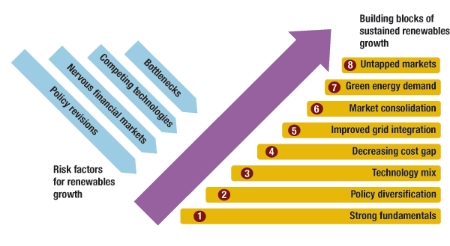 Building blocks of
sustained renewables
growth
Bottlenecks
Competing technologies
Nervous financial markets
Policy revisions
Risk factors
for renewables
growth
8 Untapped markets
7 Green energy demand
6 Market consolidation
5 Improved grid integration
4 Decreasing cost gap
3 Technology mix
2 Policy diversification
1 Strong fundamentals